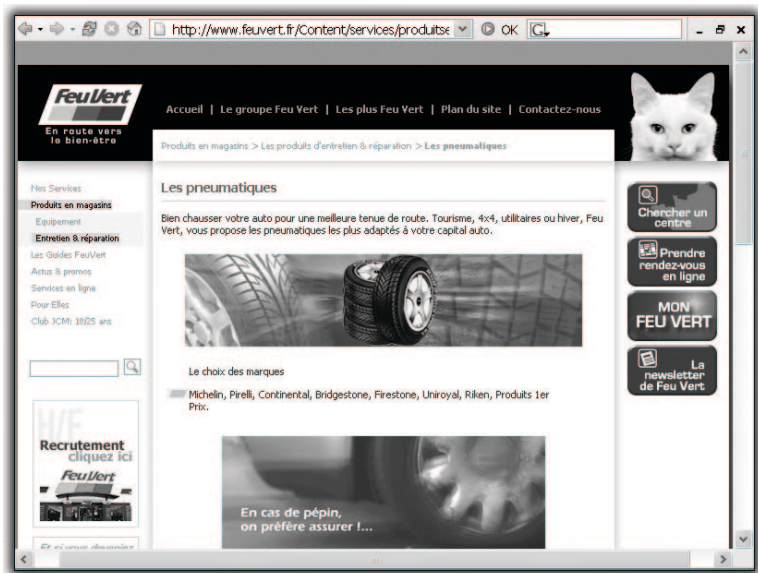 http://www.feuvert.fr/Content/services/produitse
OK
G
Feu Vert
En route vers
le bien-être
Accueil | Le groupe Feu Vert | Les plus Feu Vert | Plan du site | Contactez-nous
Produits en magasins > Les produits d'entretien & réparation > Les pneumatiques
Nos Services
Produits en magasins
Equipement
Entretien & réparation
Les Guides FeuVert
Actus & promos
Services en ligne
Pour Elles
Club JCM: 18/25 ans
H/F
Recrutement
cliquez ici
Feu Vert
Et si vous deveniez
Les pneumatiques
Bien chausser votre auto pour une meilleure tenue de route. Tourisme, 4x4, utilitaires ou hiver, Feu
Vert, vous propose les pneumatiques les plus adaptés à votre capital auto.
Le choix des marques
Michelin, Pirelli, Continental, Bridgestone, Firestone, Uniroyal, Riken, Produits 1er
Prix.
En cas de pépin,
on préfère assurer !...
Chercher un
centre
Prendre
rendez-vous
en ligne
MON
FEU VERT
La
newsletter
de Feu Vert